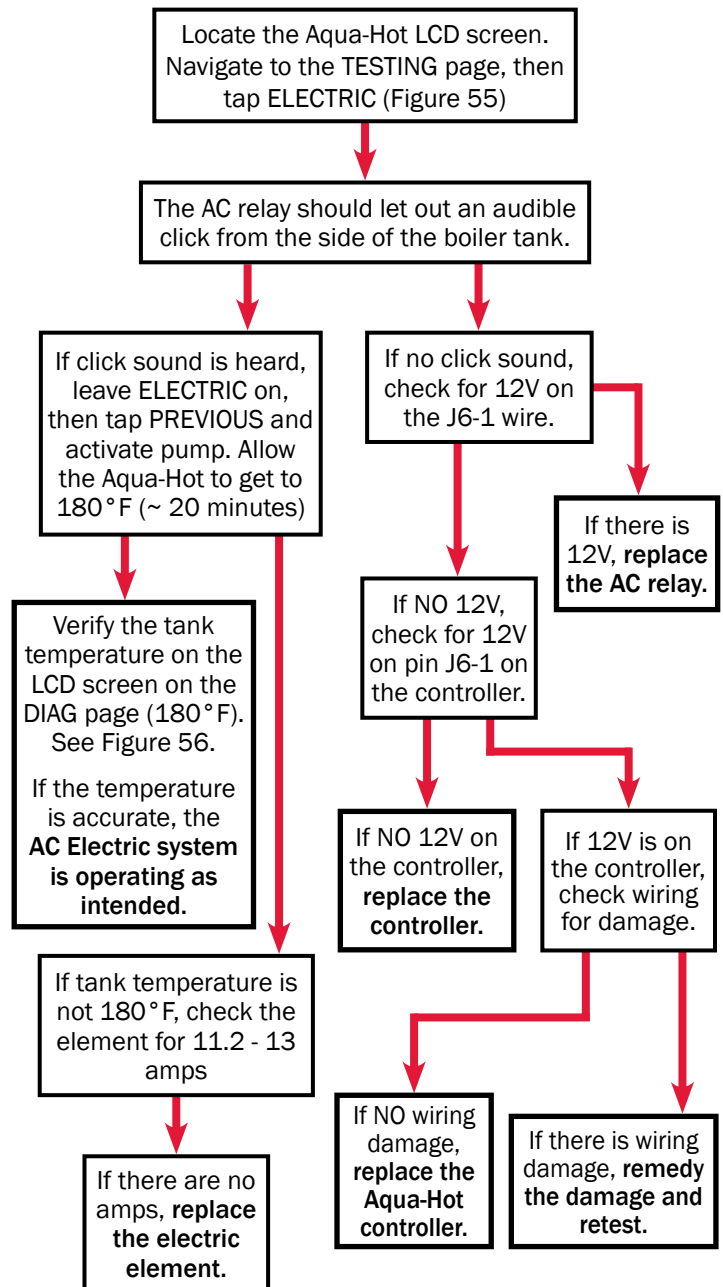 Locate the Aqua-Hot LCD screen.
Navigate to the TESTING page, then
tap ELECTRIC (Figure 55)
The AC relay should let out an audible
click from the side of the boiler tank.
If click sound is heard,
leave ELECTRIC on,
then tap PREVIOUS and
activate pump. Allow
the Aqua-Hot to get to
180°F (~ 20 minutes)
If no click sound,
check for 12V on
the J6-1 wire.
If there is
12V, replace
the AC relay.
Verify the tank
temperature on the
LCD screen on the
DIAG page (180°F).
See Figure 56.
If the temperature
is accurate, the
AC Electric system
is operating as
intended.
If NO 12V,
check for 12V
on pin J6-1 on
the controller.
If NO 12V on
the controller,
replace the
controller.
If 12V is on
the controller,
check wiring
for damage.
If tank temperature is
not 180°F, check the
element for 11.2 - 13
amps
If there are no
amps, replace
the electric
element.
If NO wiring
damage,
replace the
Aqua-Hot
controller.
If there is wiring
damage, remedy
the damage and
retest.